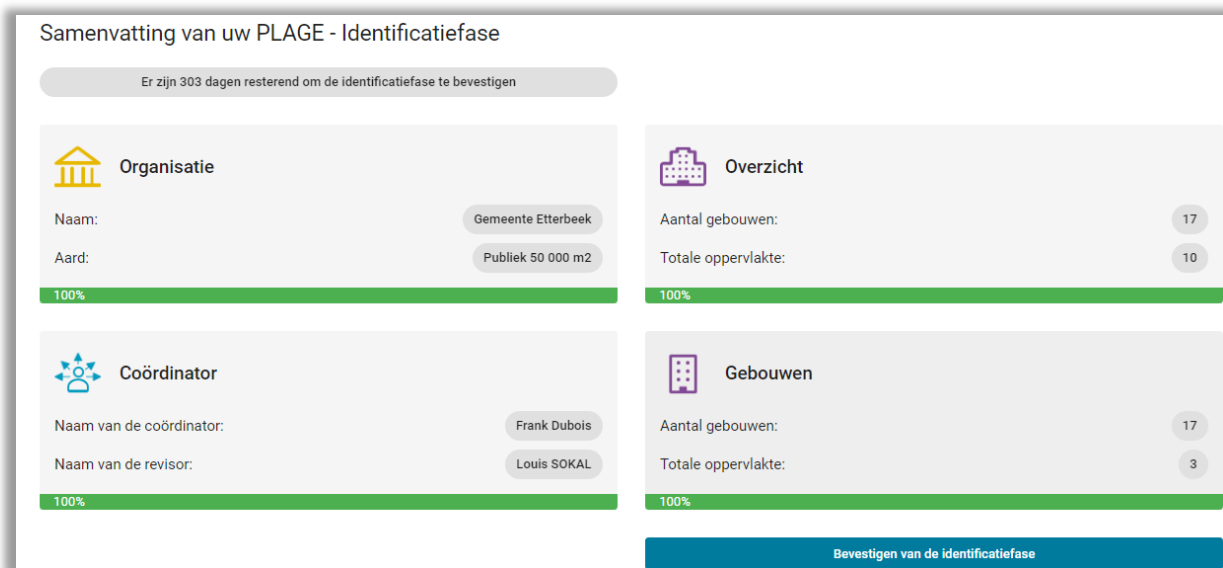 Samenvatting van uw PLAGE - Identificatiefase
Er zijn 303 dagen resterend om de identificatiefase te bevestigen
Organisatie
Naam: Gemeente Etterbeek
Aard: Publiek 50 000 m2
100%
Overzicht
Aantal gebouwen: 17
Totale oppervlakte: 10
100%
Coördinator
Naam van de coördinator: Frank Dubois
Naam van de revisor: Louis SOKAL
100%
Gebouwen
Aantal gebouwen: 17
Totale oppervlakte: 3
100%
Bevestigen van de identificatiefase